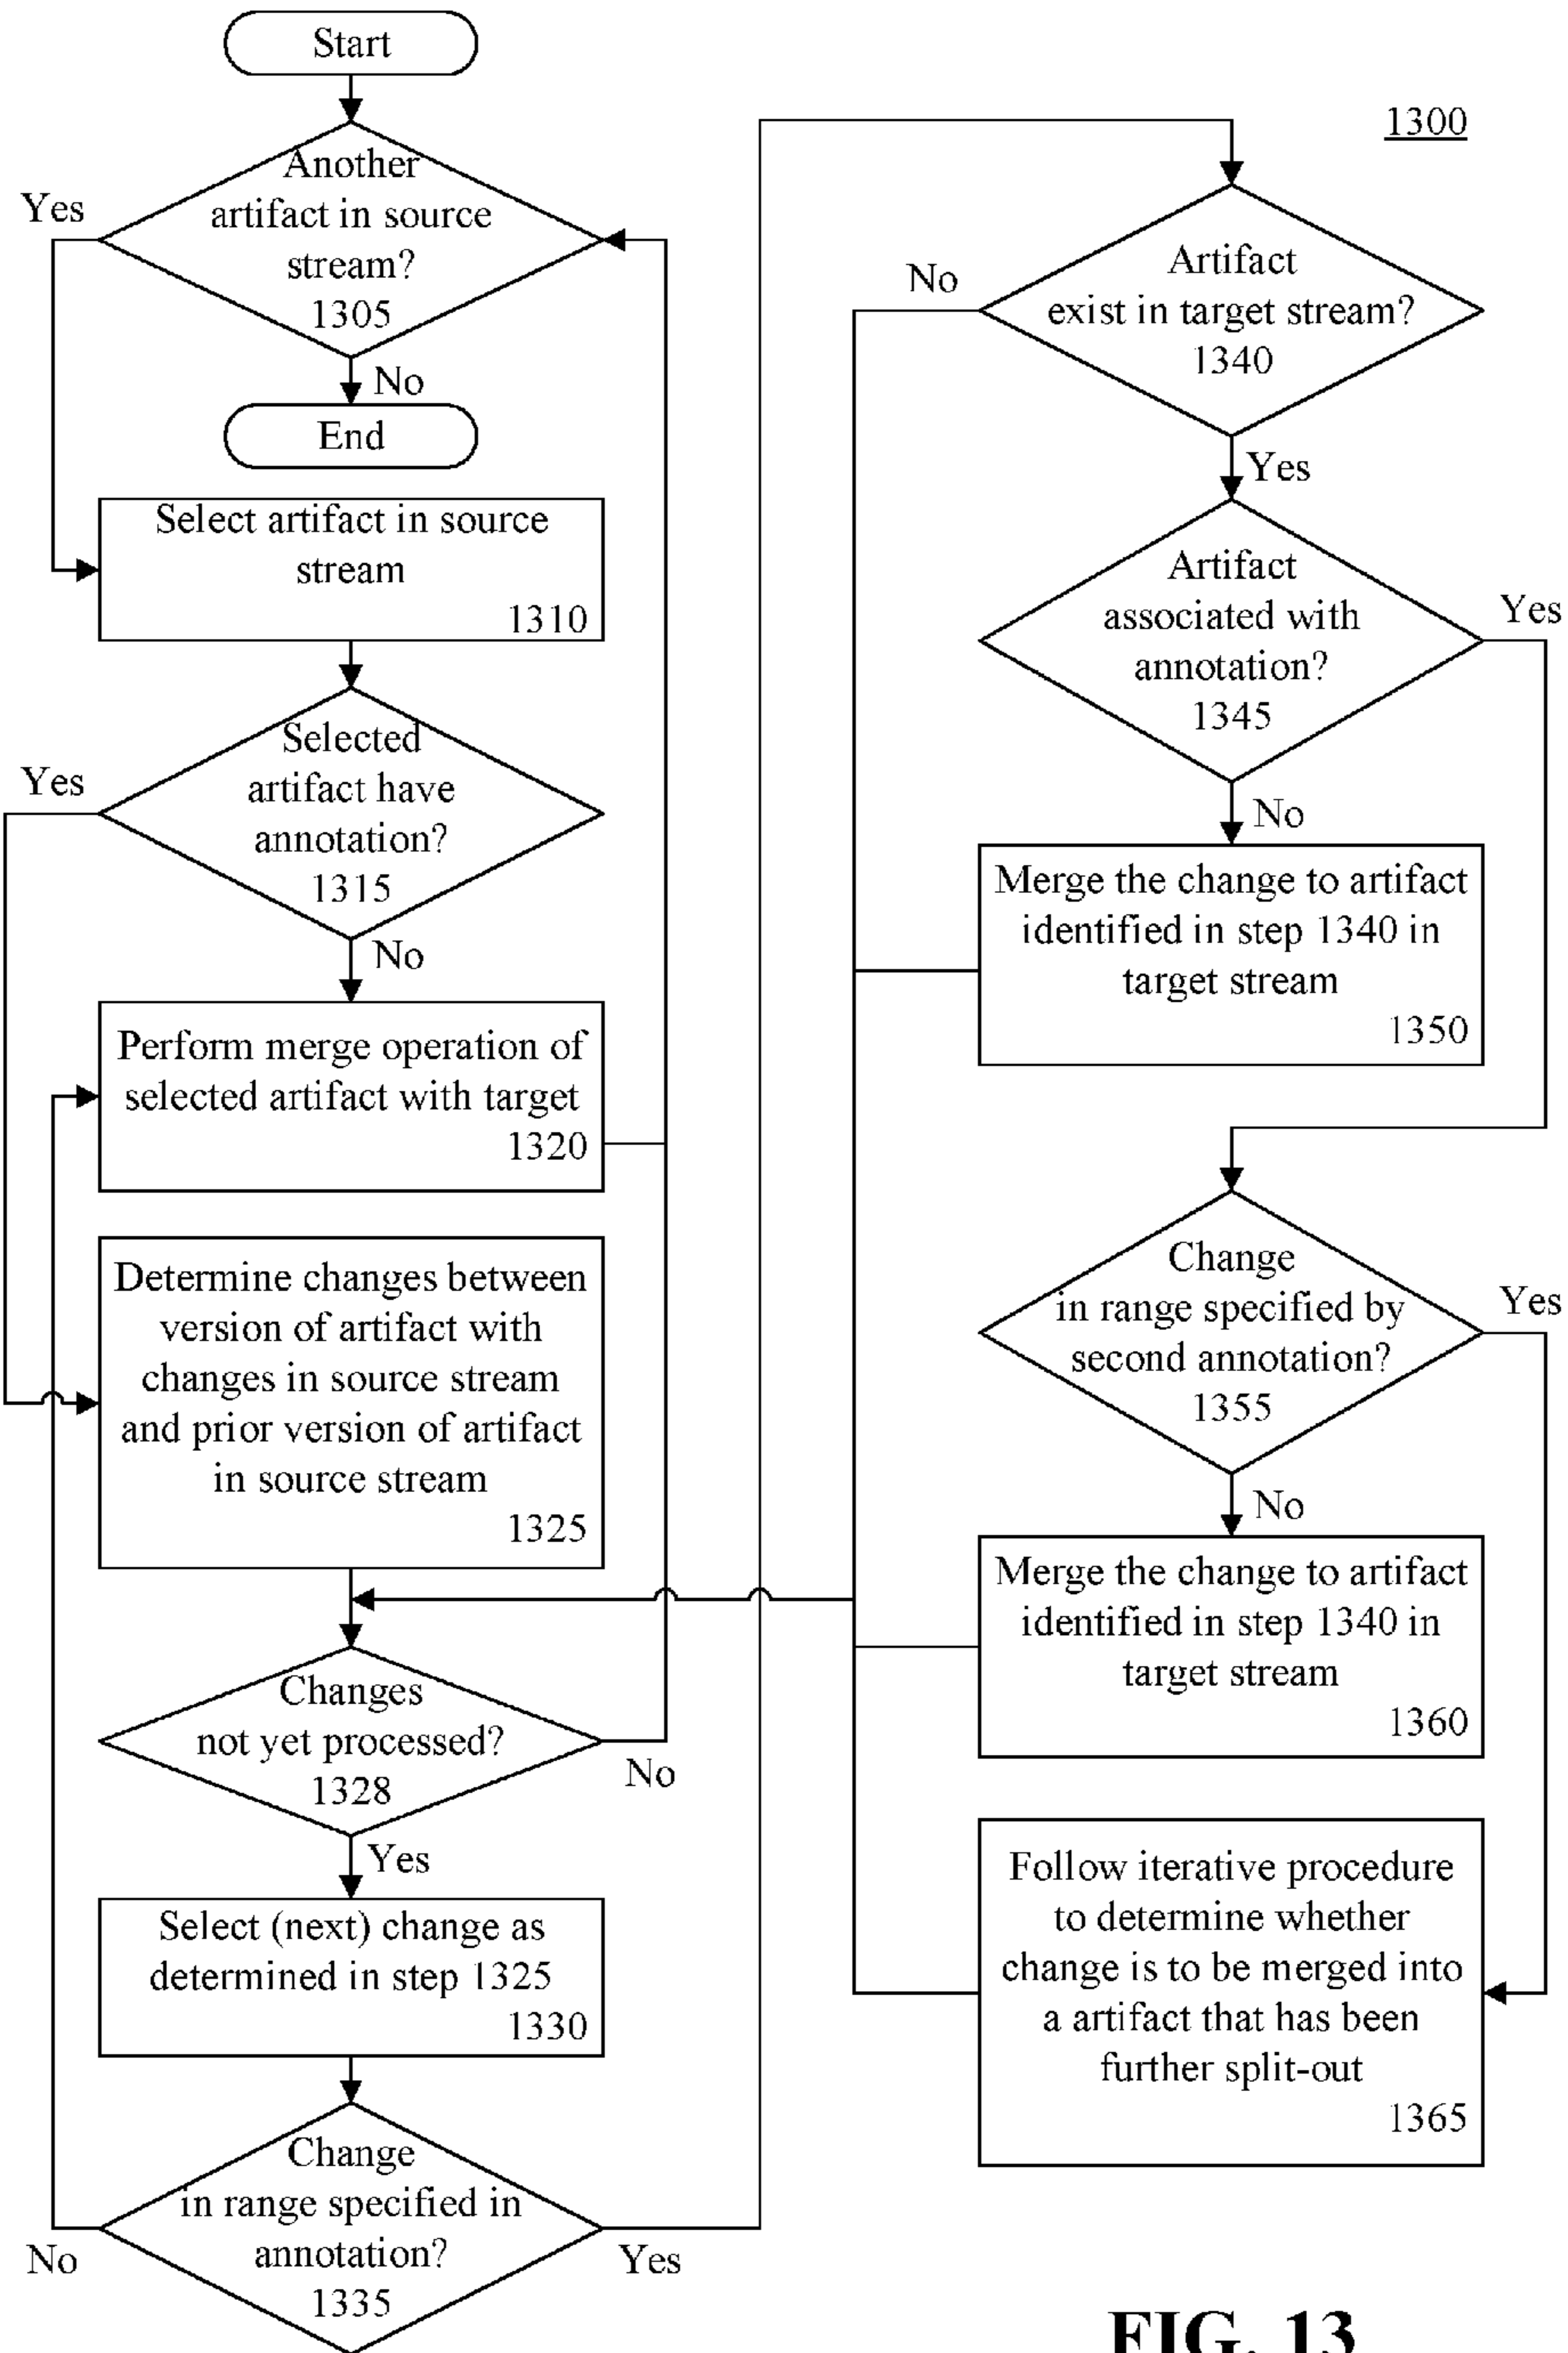 Start
Another
artifact in source
stream?
1305
Yes
No
End
Select artifact in source
stream
1310
Selected
artifact have
annotation?
1315
Yes
No
Perform merge operation of
selected artifact with target
1320
Determine changes between
version of artifact with
changes in source stream
and prior version of artifact
in source stream
1325
Changes
not yet processed?
1328
No
Yes
Select (next) change as
determined in step 1325
1330
Change
in range specified in
annotation?
1335
No
Yes
1300
Artifact
exist in target stream?
1340
No
Yes
Artifact
associated with
annotation?
1345
Yes
No
Merge the change to artifact
identified in step 1340 in
target stream
1350
Change
in range specified by
second annotation?
1355
Yes
No
Merge the change to artifact
identified in step 1340 in
target stream
1360
Follow iterative procedure
to determine whether
change is to be merged into
a artifact that has been
further split-out
1365
FIG. 13